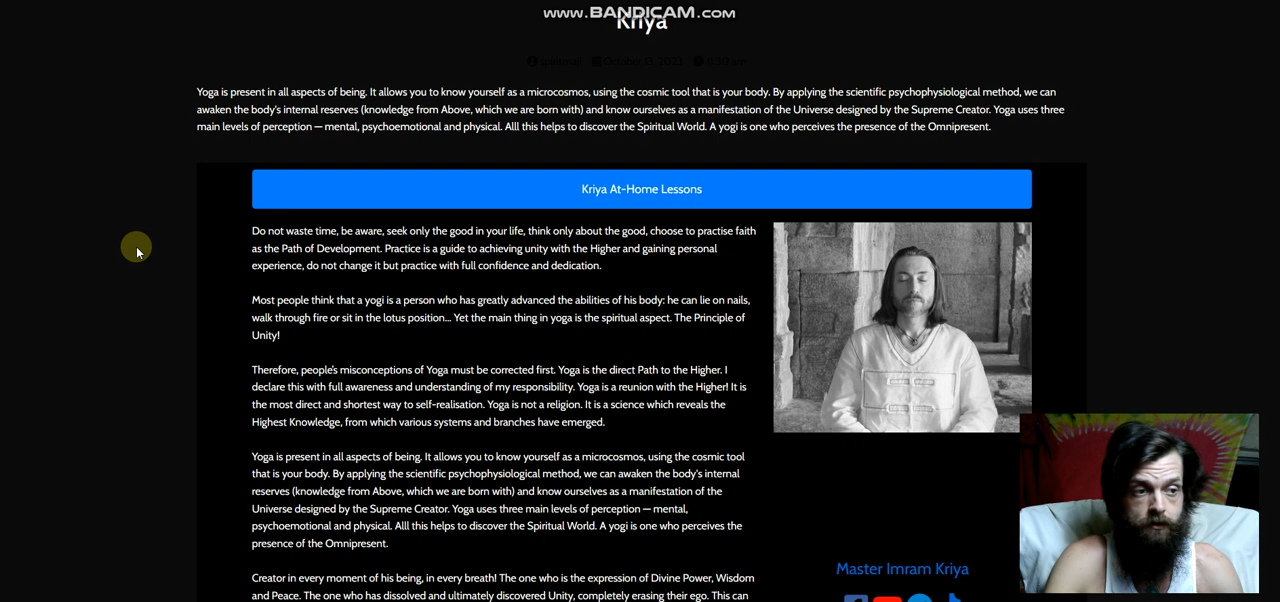 www.BANDICAM.com
Kriya
October 13, 2023
Yoga is present in all aspects of being. It allows you to know yourself as a microcosmos, using the cosmic tool that is your body. By applying the scientific psychophysiological method, we can
awaken the body's internal reserves (knowledge from Above, which we are born with) and know ourselves as a manifestation of the Universe designed by the Supreme Creator. Yoga uses three
main levels of perception — mental, psychoemotional and physical. Alll this helps to discover the Spiritual World. A yogi is one who perceives the presence of the Omnipresent.
Kriya At-Home Lessons
Do not waste time, be aware, seek only the good in your life, think only about the good, choose to practise faith
as the Path of Development. Practice is a guide to achieving unity with the Higher and gaining personal
experience, do not change it but practice with full confidence and dedication.
Most people think that a yogi is a person who has greatly advanced the abilities of his body: he can lie on nails,
walk through fire or sit in the lotus position... Yet the main thing in yoga is the spiritual aspect. The Principle of
Unity!
Therefore, people's misconceptions of Yoga must be corrected first. Yoga is the direct Path to the Higher. I
declare this with full awareness and understanding of my responsibility. Yoga is a reunion with the Higher! It is
the most direct and shortest way to self-realisation. Yoga is not a religion. It is a science which reveals the
Highest Knowledge, from which various systems and branches have emerged.
Yoga is present in all aspects of being. It allows you to know yourself as a microcosmos, using the cosmic tool
that is your body. By applying the scientific psychophysiological method, we can awaken the body's internal
reserves (knowledge from Above, which we are born with) and know ourselves as a manifestation of the
Universe designed by the Supreme Creator. Yoga uses three main levels of perception — mental,
psychoemotional and physical. Alll this helps to discover the Spiritual World. A yogi is one who perceives the
presence of the Omnipresent.
Creator in every moment of his being, in every breath! The one who is the expression of Divine Power, Wisdom
and Peace. The one who has dissolved and ultimately discovered Unity, completely erasing their ego. This can
Master Imram Kriya